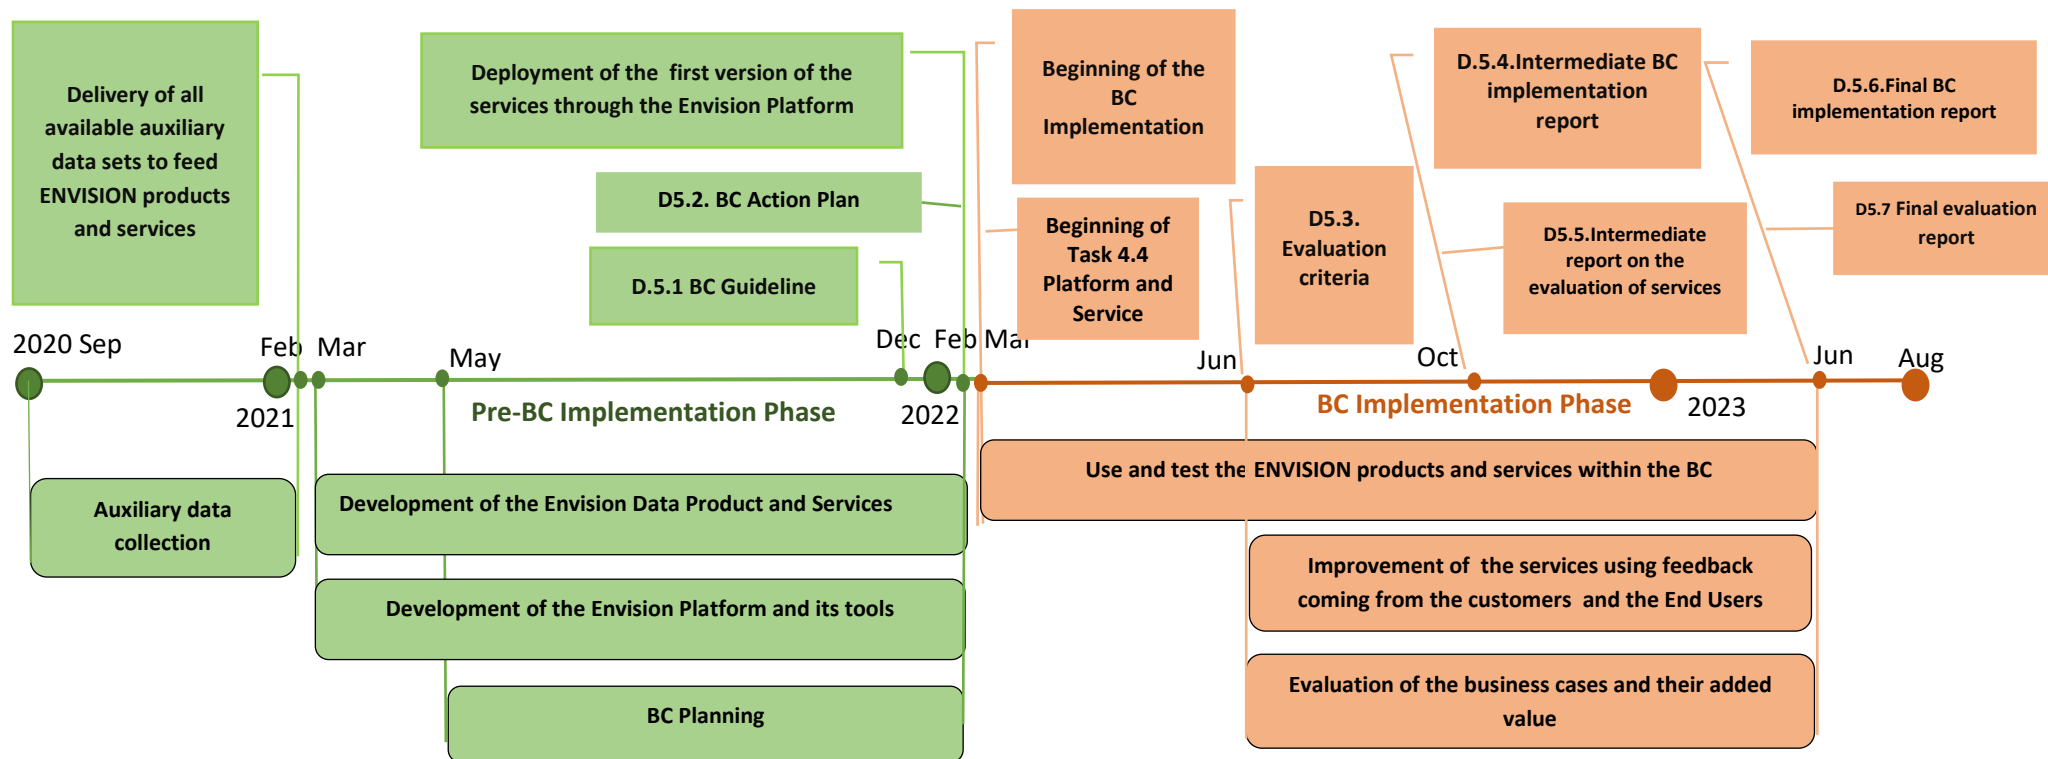 Delivery of all
available auxiliary
data sets to feed
ENVISION products
and services
Deployment of the first version of the
services through the Envision Platform
D5.2. BC Action Plan
D.5.1 BC Guideline
Beginning of the
BC
Implementation
Beginning of
Task 4.4
Platform and
Service
D5.3.
Evaluation
criteria
D.5.4.Intermediate BC
implementation
report
D5.5.Intermediate
report on the
evaluation of services
D.5.6.Final BC
implementation report
D5.7 Final evaluation
report
2020 Sep
Feb
Mar
May
Dec
Feb
Mar
Jun
Oct
Jun
Aug
2021
Pre-BC Implementation Phase
2022
BC Implementation Phase
2023
Auxiliary data
collection
Development of the Envision Data Product and Services
Development of the Envision Platform and its tools
BC Planning
Use and test the ENVISION products and services within the BC
Improvement of the services using feedback
coming from the customers and the End Users
Evaluation of the business cases and their added
value